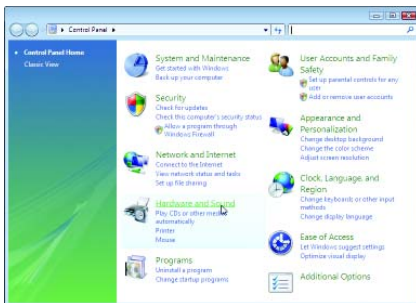 Control Panel
Control Panel Home
Classic View
System and Maintenance
Get started with Windows
Back up your computer
Security
Check for updates
Check this computer's security status
Allow a program through
Windows Firewall
Network and Internet
Connect to the Internet
View network status and tasks
Set up file sharing
Hardware and Sound
Play CDs or other media
automatically
Printer
Mouse
Programs
Uninstall a program
Change startup programs
User Accounts and Family
Safety
Set up parental controls for any
user
Add or remove user accounts
Appearance and
Personalization
Change desktop background
Change the color scheme
Adjust screen resolution
Clock, Language, and
Region
Change keyboards or other input
methods
Change display language
Ease of Access
Let Windows suggest settings
Optimize visual display
Additional Options